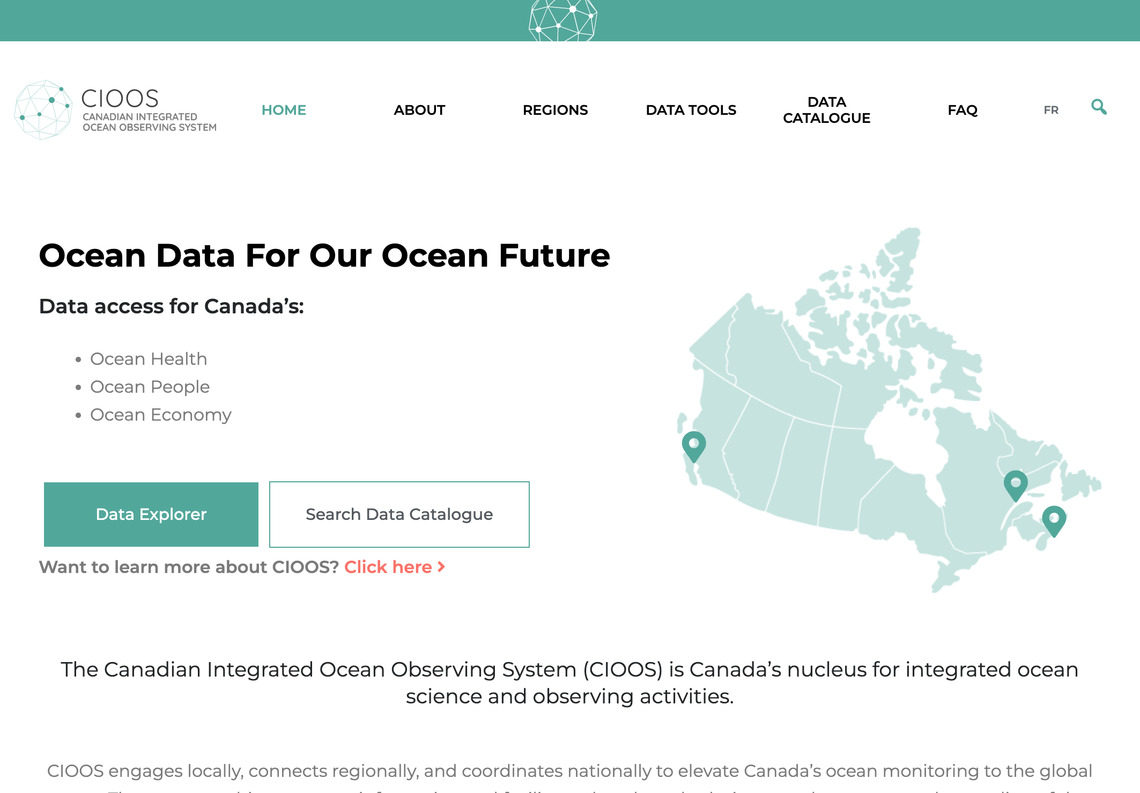 CIOOS
CANADIAN INTEGRATED
OCEAN OBSERVING SYSTEM
HOME
ABOUT
REGIONS
DATA TOOLS
DATA
CATALOGUE
FAQ
FR
Ocean Data For Our Ocean Future
Data access for Canada’s:
• Ocean Health
• Ocean People
• Ocean Economy
Data Explorer
Search Data Catalogue
Want to learn more about CIOOS? Click here
The Canadian Integrated Ocean Observing System (CIOOS) is Canada’s nucleus for integrated ocean
science and observing activities.
CIOOS engages locally, connects regionally, and coordinates nationally to elevate Canada’s ocean monitoring to the global